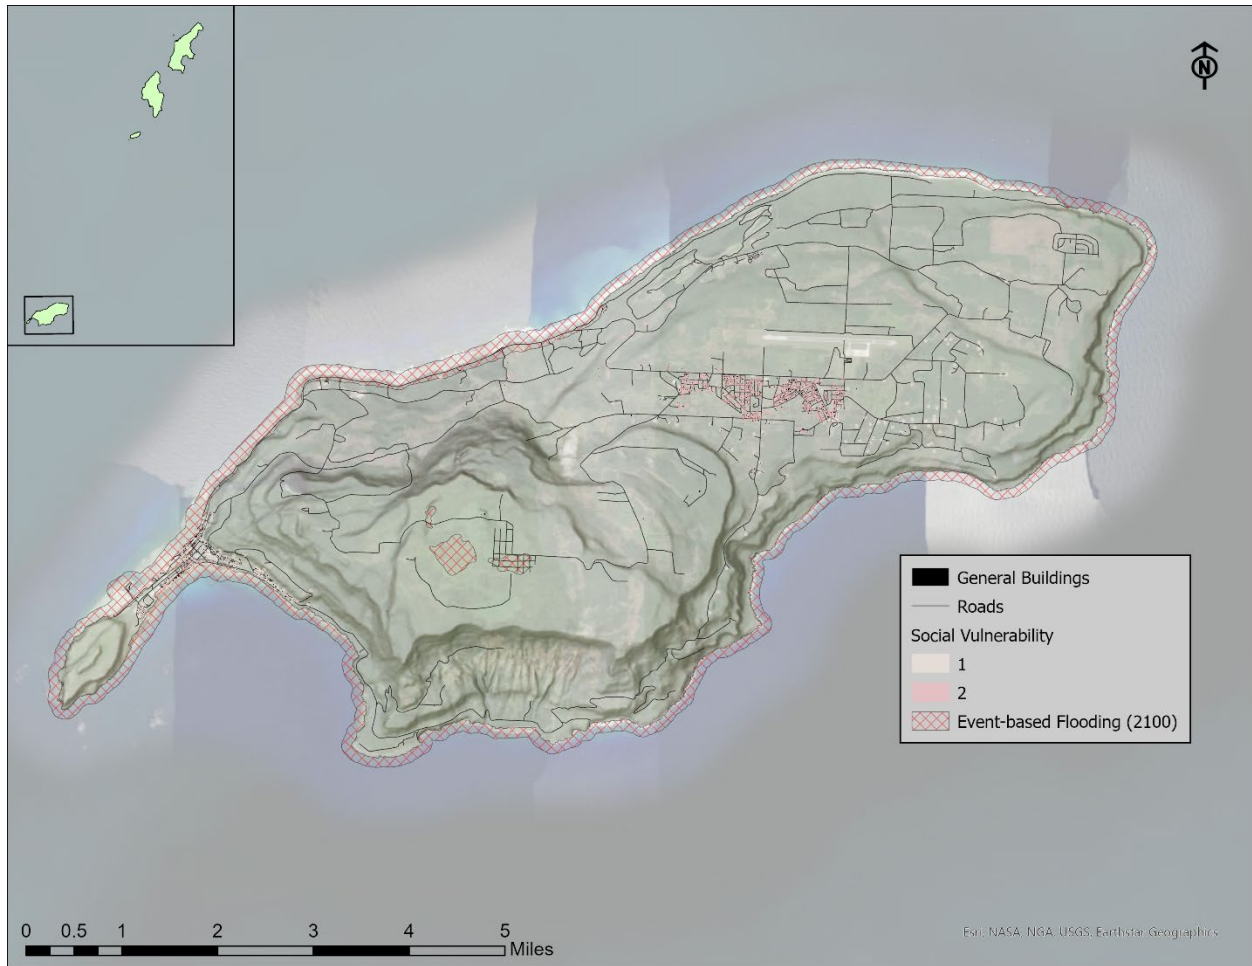 N
General Buildings
Roads
Social Vulnerability
1
2
Event-based Flooding (2100)
0 0.5 1 2 3 4 5
Miles
Esri, NASA, NGA, USGS, Earthstar Geographics